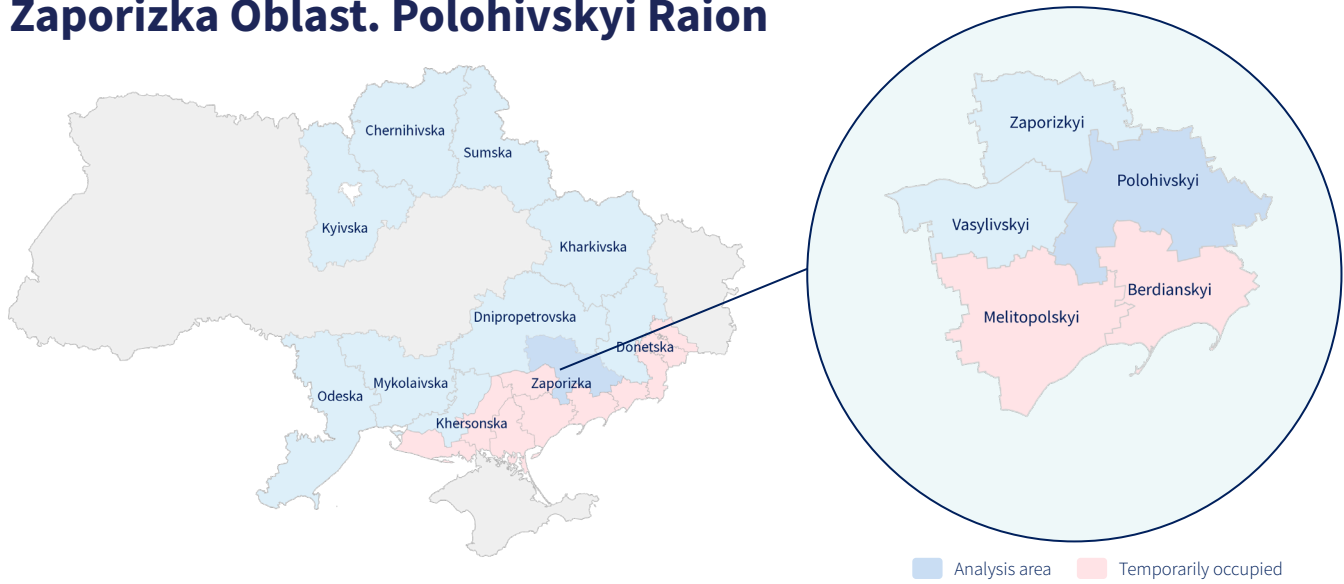 Zaporizka Oblast. Polohivskyi Raion
Chernihivska
Sumska
Kyivska
Kharkivska
Dnipropetrovska
Donetska
Zaporizka
Mykolaivska
Odeska
Khersonska
Zaporizkyi
Polohivskyi
Vasylivskyi
Berdianskyi
Melitopolskyi
Analysis area
Temporarily occupied